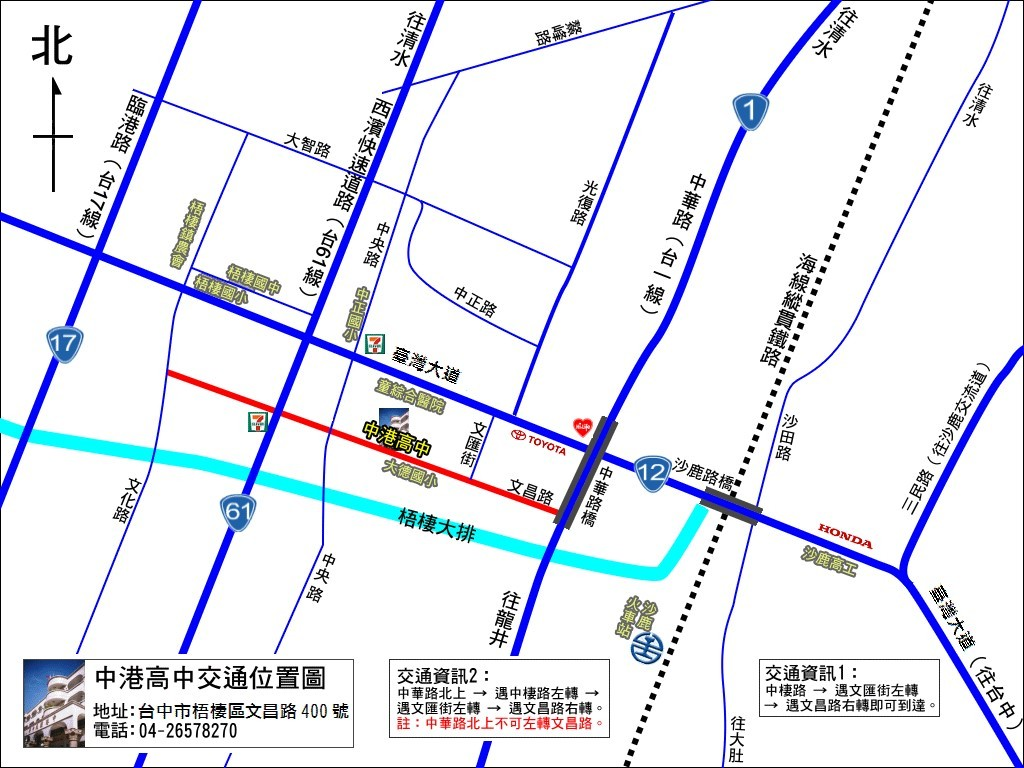 北
往清水
蔡峰路
往清水
1
往清水
臨港路（台17線）
西濱快速道路（台61線）
大智路
光復路
中華路（台一線）
海線縱貫鐵路
梧棲鎮農會
梧棲國中
梧棲國小
中央路
中正國小
中正路
17
7
臺灣大道
童綜合醫院
中港高中
大德國小
文匯街
TOYOTA
Hi-Life
7
文昌路
中華路橋
12
沙鹿路橋
沙田路
三民路（往沙鹿交流道）
HONDA
沙鹿高工
文化路
61
梧棲大排
中央路
往龍井
沙鹿
火車站
臺灣大道（往台中）
往大肚
中港高中交通位置圖
地址：台中市梧棲區文昌路 400 號
電話：04-26578270
交通資訊2：
中華路北上 → 遇中棲路左轉 →
遇文匯街左轉 → 遇文昌路右轉。
註：中華路北上不可左轉文昌路。
交通資訊1：
中棲路 → 遇文匯街左轉
→ 遇文昌路右轉即可到達。